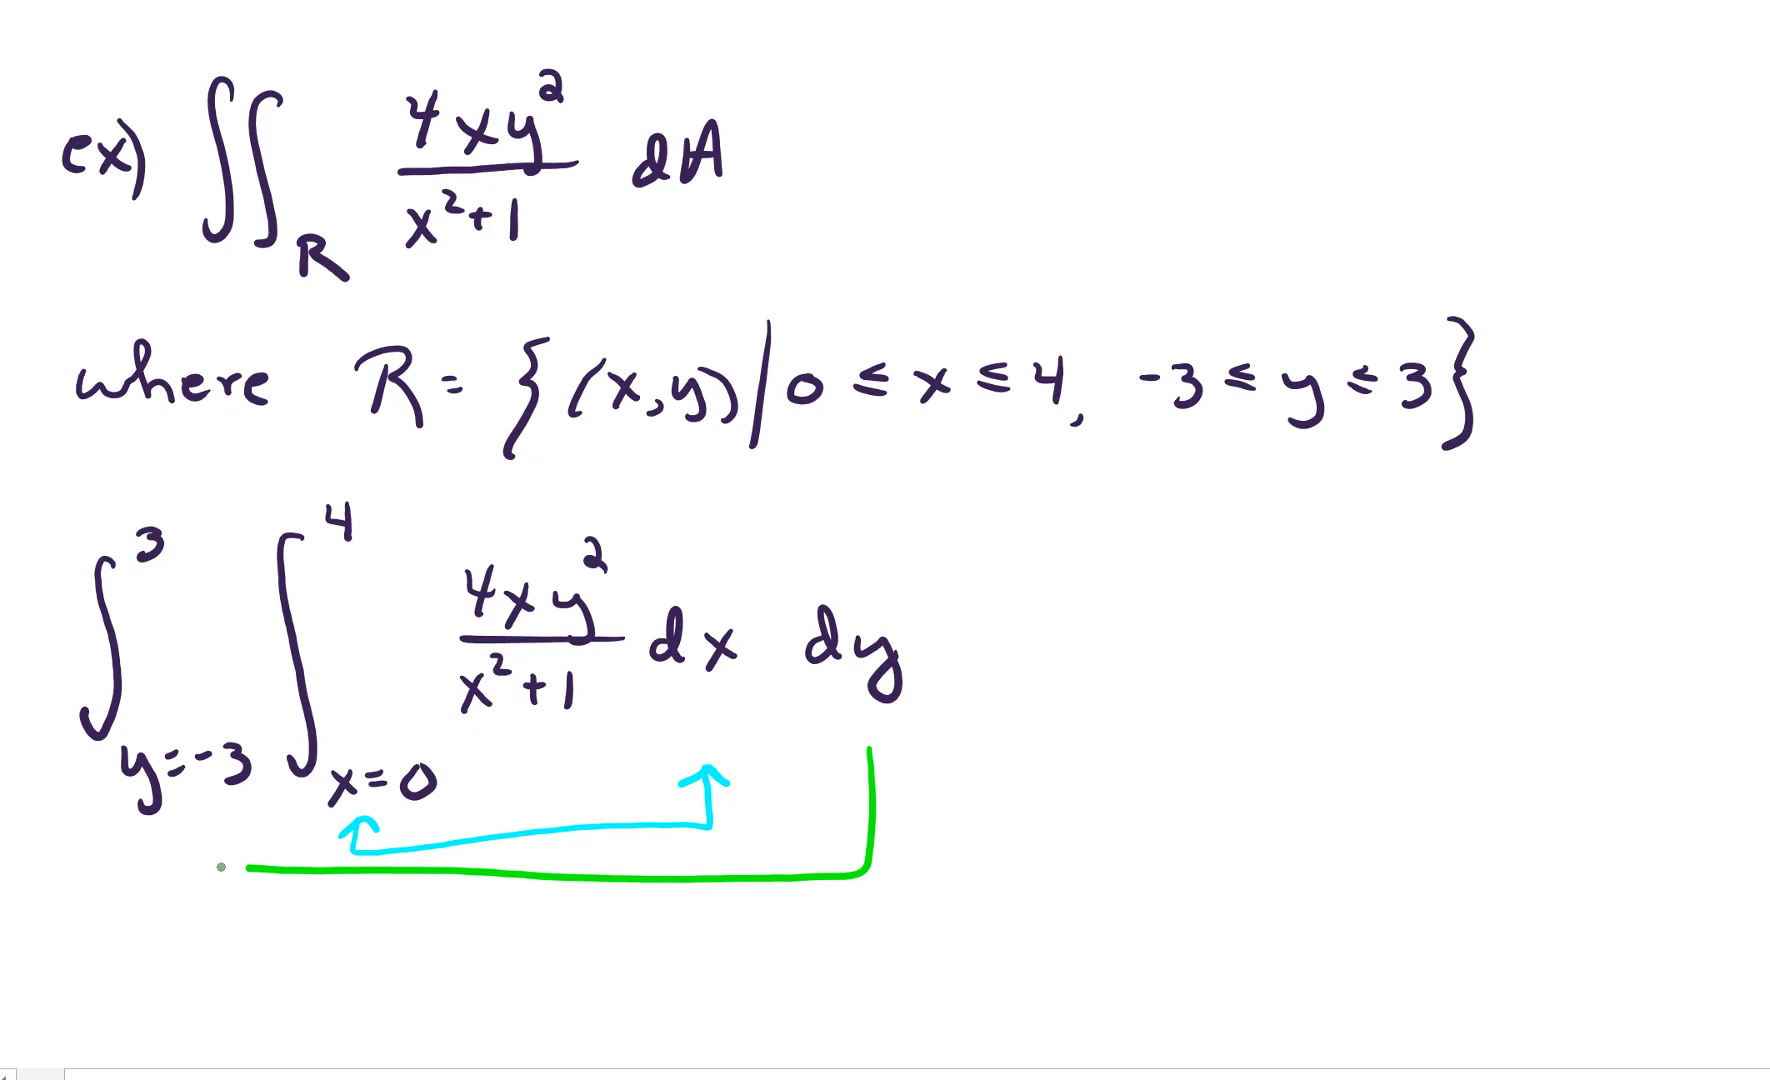 ex) ∬_R 4xy²/(x²+1) dA
where R = {(x,y) | 0 ≤ x ≤ 4, -3 ≤ y ≤ 3}
∫_{y=-3}^{3} ∫_{x=0}^{4} 4xy²/(x²+1) dx dy